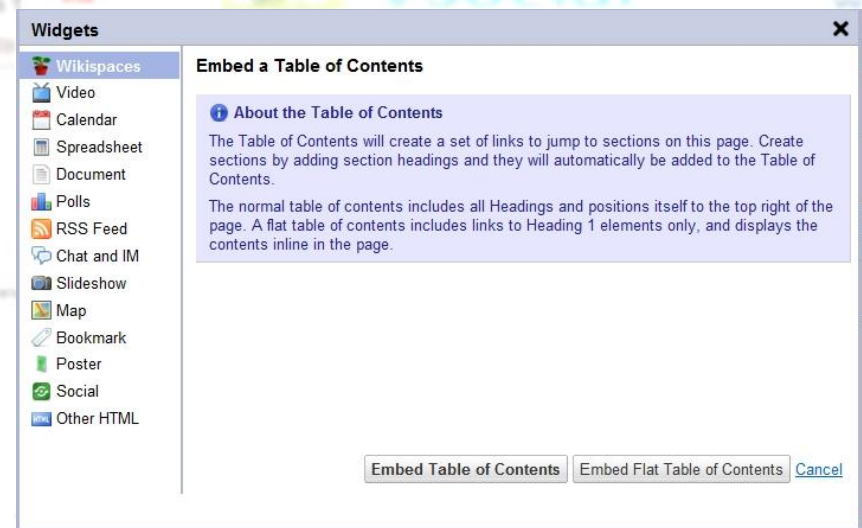 Widgets
Wikispaces
Video
Calendar
Spreadsheet
Document
Polls
RSS Feed
Chat and IM
Slideshow
Map
Bookmark
Poster
Social
HTML Other HTML
Embed a Table of Contents
About the Table of Contents
The Table of Contents will create a set of links to jump to sections on this page. Create
sections by adding section headings and they will automatically be added to the Table of
Contents.
The normal table of contents includes all Headings and positions itself to the top right of the
page. A flat table of contents includes links to Heading 1 elements only, and displays the
contents inline in the page.
Embed Table of Contents Embed Flat Table of Contents Cancel